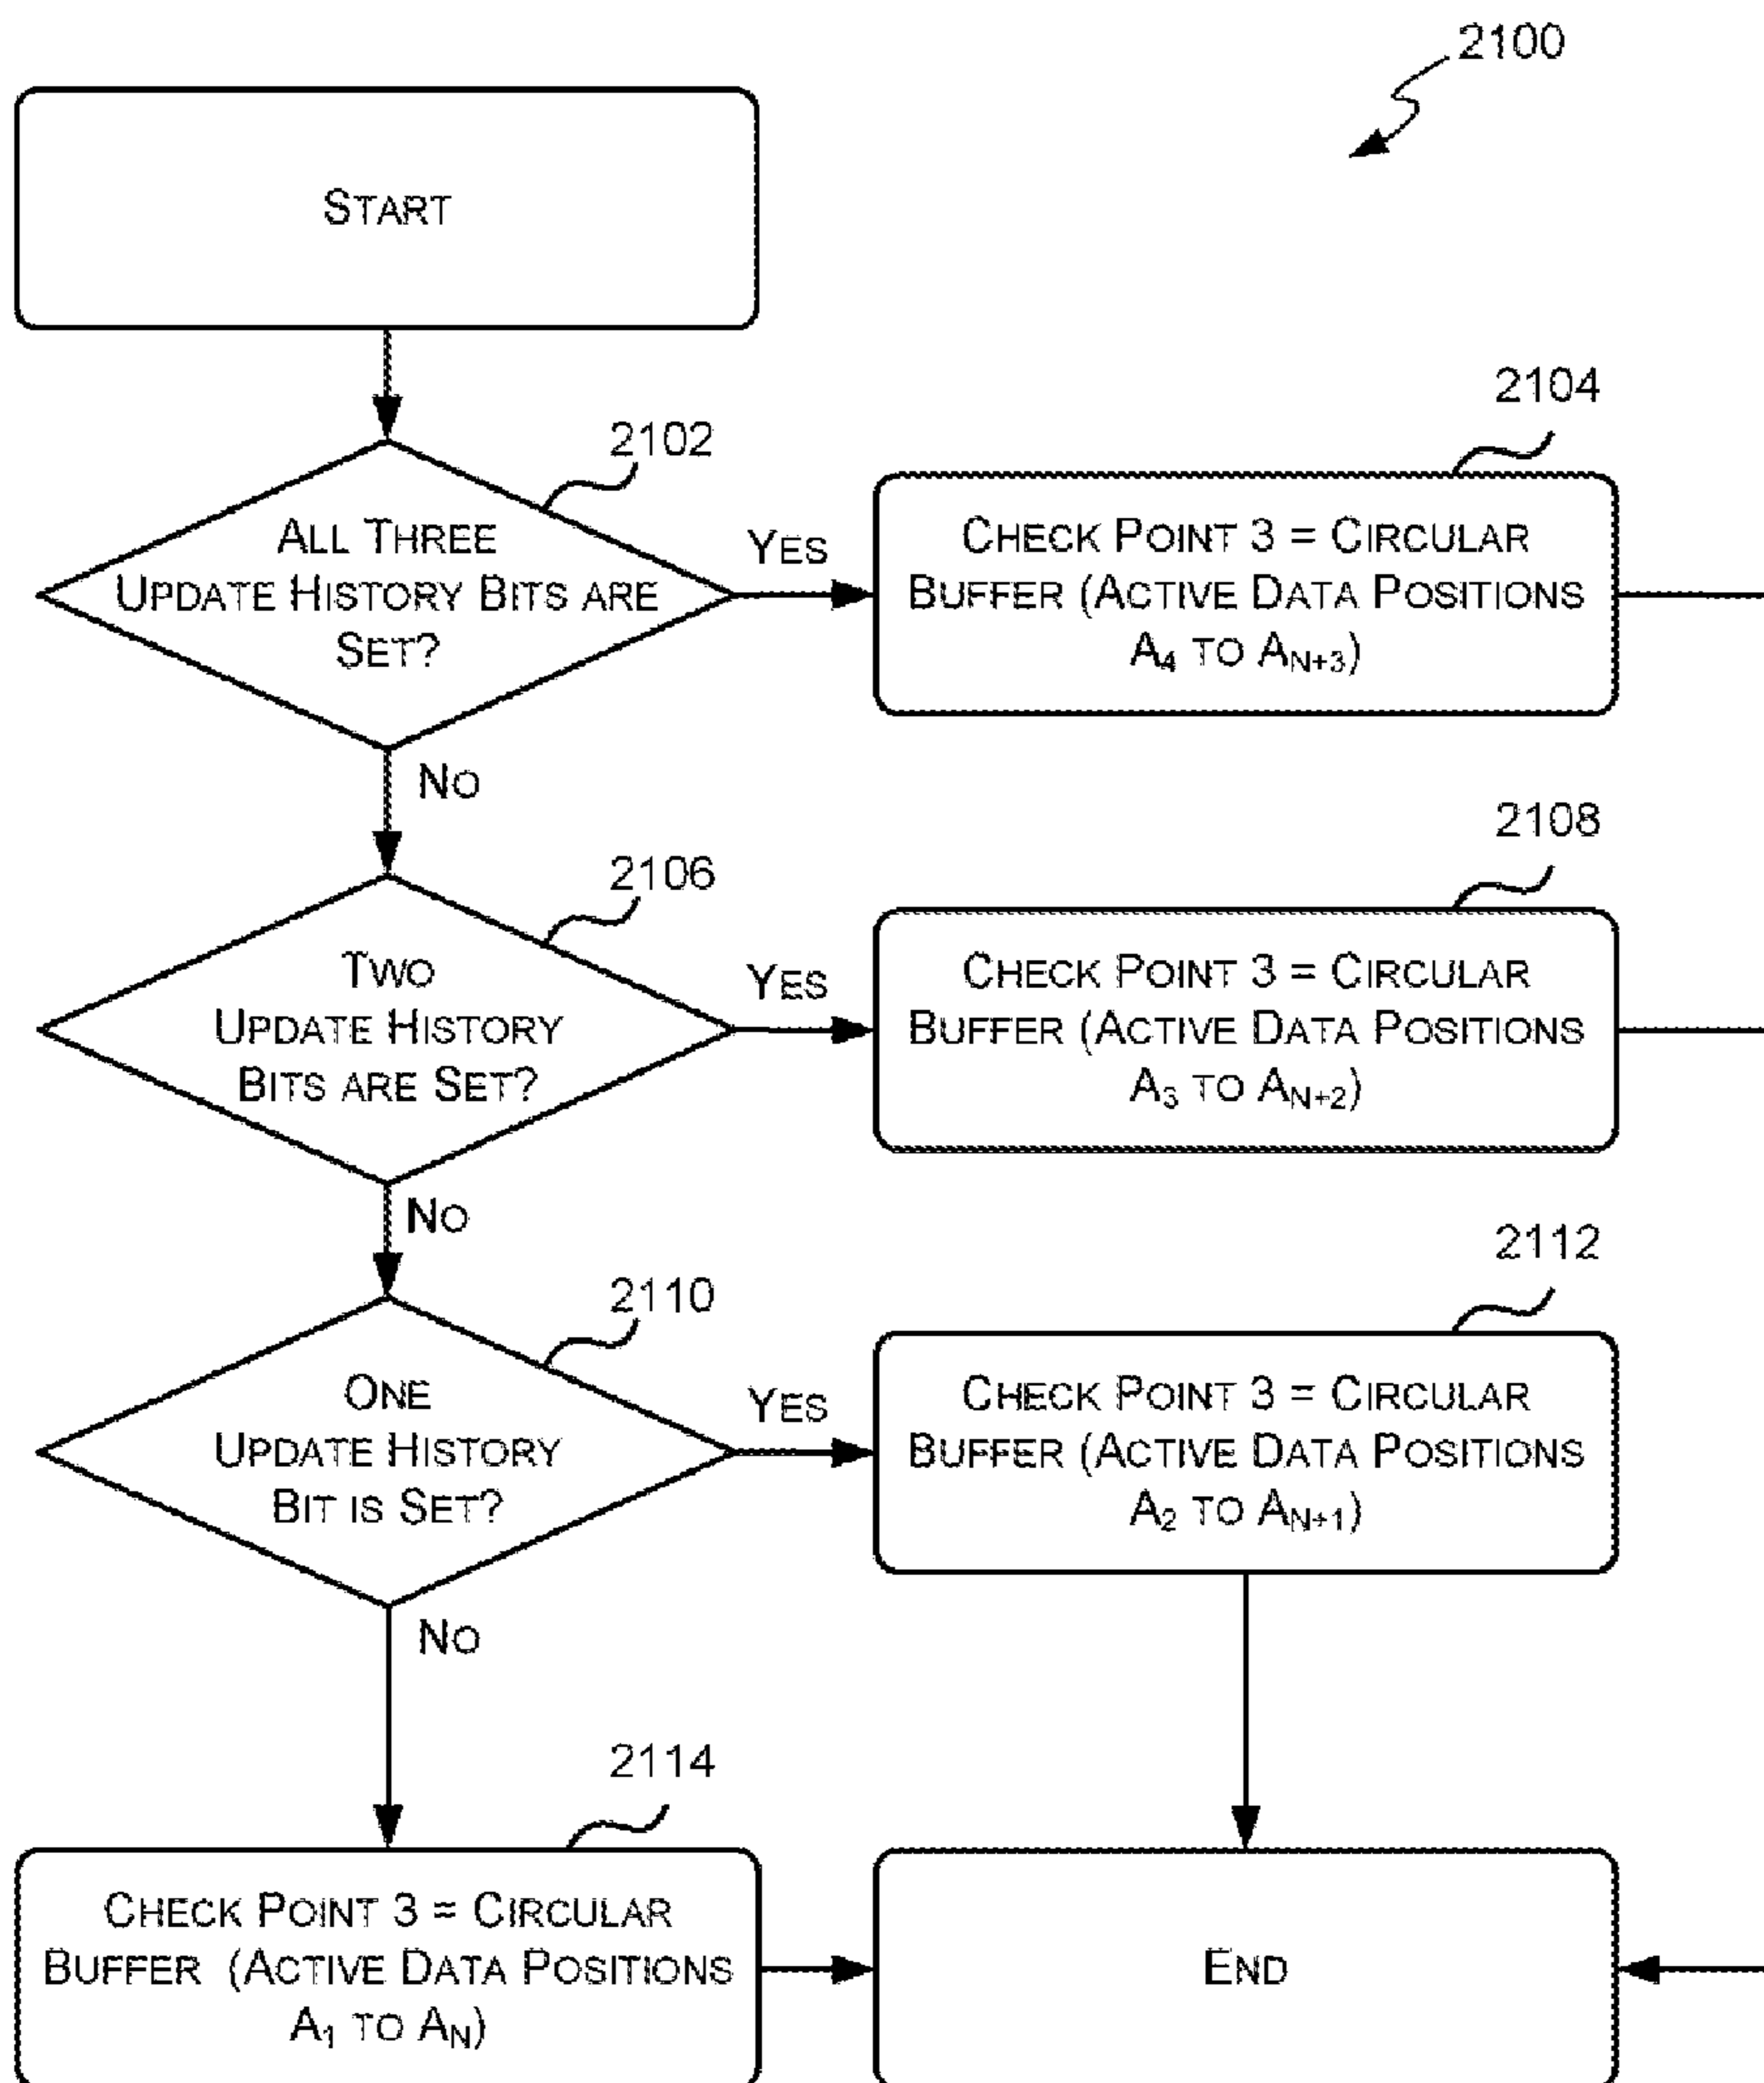 2100
START
2102
ALL THREE
UPDATE HISTORY BITS ARE
SET?
YES
2104
CHECK POINT 3 = CIRCULAR
BUFFER (ACTIVE DATA POSITIONS
A4 TO AN+3)
NO
2106
TWO
UPDATE HISTORY
BITS ARE SET?
YES
2108
CHECK POINT 3 = CIRCULAR
BUFFER (ACTIVE DATA POSITIONS
A3 TO AN+2)
NO
2110
ONE
UPDATE HISTORY
BIT IS SET?
YES
2112
CHECK POINT 3 = CIRCULAR
BUFFER (ACTIVE DATA POSITIONS
A2 TO AN+1)
NO
2114
CHECK POINT 3 = CIRCULAR
BUFFER (ACTIVE DATA POSITIONS
A1 TO AN)
END